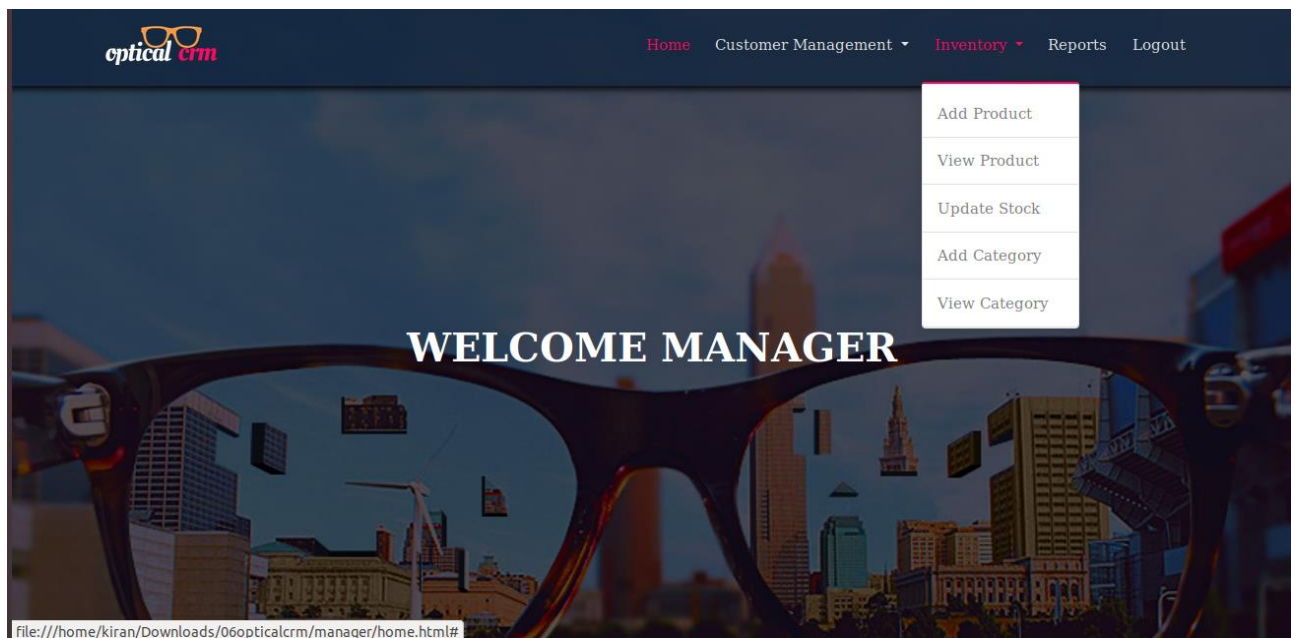 optical crm
Home Customer Management Inventory Reports Logout
Add Product
View Product
Update Stock
Add Category
View Category
WELCOME MANAGER
file:///home/kiran/Downloads/06opticalcrm/manager/home.html#